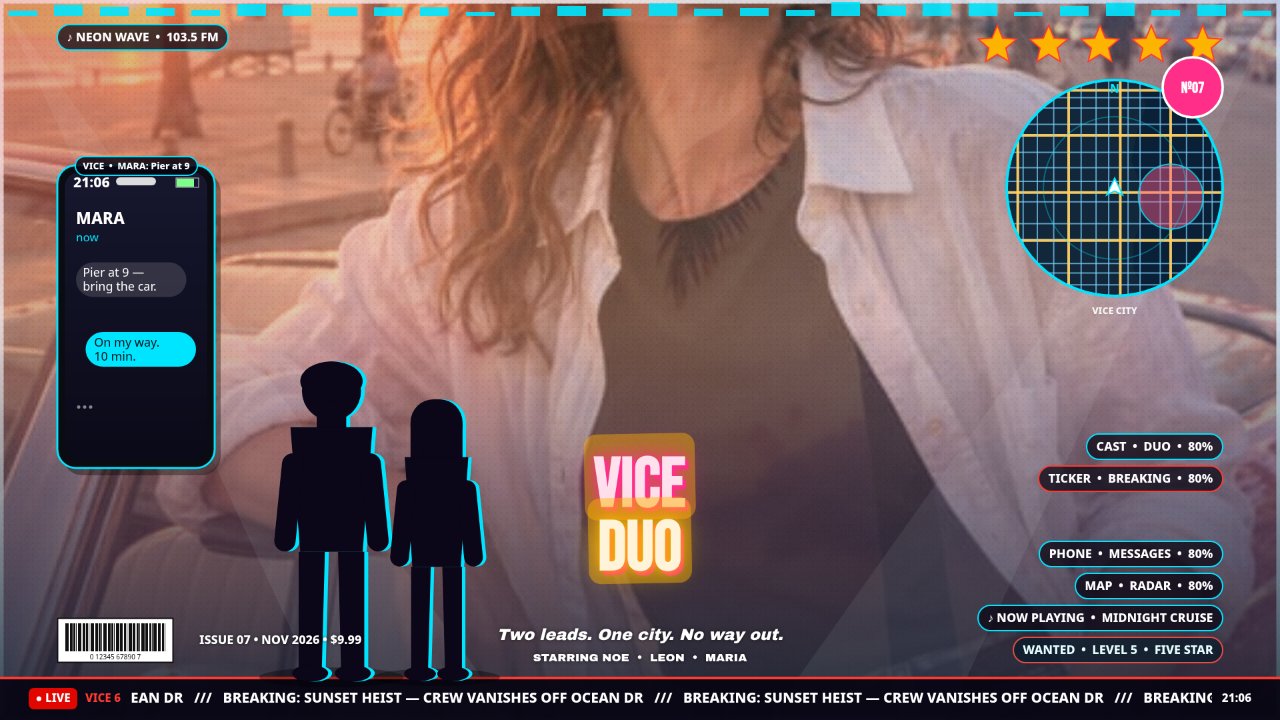 ♪ NEON WAVE • 103.5 FM
Nº07
N
VICE CITY
VICE • MARA: Pier at 9
21:06
MARA
now
Pier at 9 —
bring the car.
On my way.
10 min.
•••
CAST • DUO • 80%
TICKER • BREAKING • 80%
VICE
DUO
PHONE • MESSAGES • 80%
MAP • RADAR • 80%
♪ NOW PLAYING • MIDNIGHT CRUISE
WANTED • LEVEL 5 • FIVE STAR
0 12345 67890 7
ISSUE 07 • NOV 2026 • $9.99
Two leads. One city. No way out.
STARRING NOE • LEON • MARIA
• LIVE VICE 6 EAN DR /// BREAKING: SUNSET HEIST — CREW VANISHES OFF OCEAN DR /// BREAKING: SUNSET HEIST — CREW VANISHES OFF OCEAN DR /// BREAKING 21:06